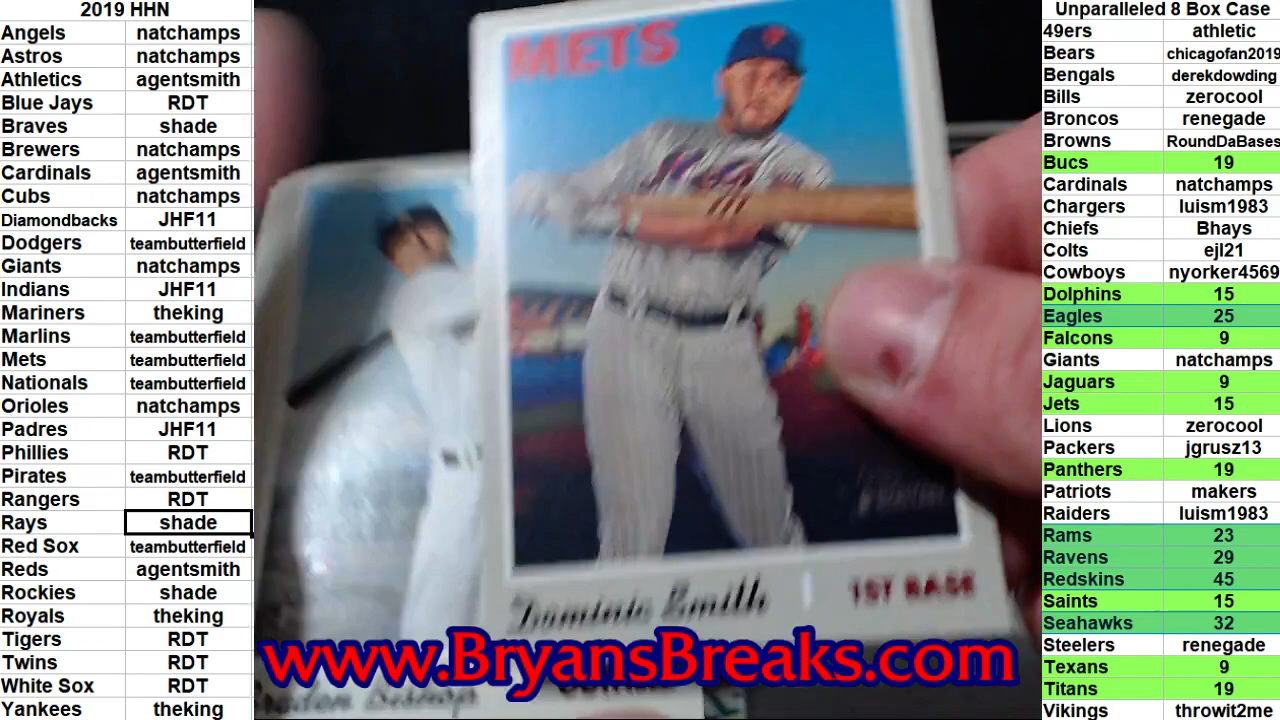 2019 HHN
Angels natchamps
Astros natchamps
Athletics agentsmith
Blue Jays RDT
Braves shade
Brewers natchamps
Cardinals agentsmith
Cubs natchamps
Diamondbacks JHF11
Dodgers teambutterfield
Giants natchamps
Indians JHF11
Mariners theking
Marlins teambutterfield
Mets teambutterfield
Nationals teambutterfield
Orioles natchamps
Padres JHF11
Phillies RDT
Pirates teambutterfield
Rangers RDT
Rays shade
Red Sox teambutterfield
Reds agentsmith
Rockies shade
Royals theking
Tigers RDT
Twins RDT
White Sox RDT
Yankees theking
METS
Dominic Smith 1ST BASE
www.BryansBreaks.com
Unparalleled 8 Box Case
49ers athletic
Bears chicagofan2019
Bengals derekdowding
Bills zerocool
Broncos renegade
Browns RoundDaBases
Bucs 19
Cardinals natchamps
Chargers luism1983
Chiefs Bhays
Colts ejl21
Cowboys nyorker4569
Dolphins 15
Eagles 25
Falcons 9
Giants natchamps
Jaguars 9
Jets 15
Lions zerocool
Packers jgrusz13
Panthers 19
Patriots makers
Raiders luism1983
Rams 23
Ravens 29
Redskins 45
Saints 15
Seahawks 32
Steelers renegade
Texans 9
Titans 19
Vikings throwit2me